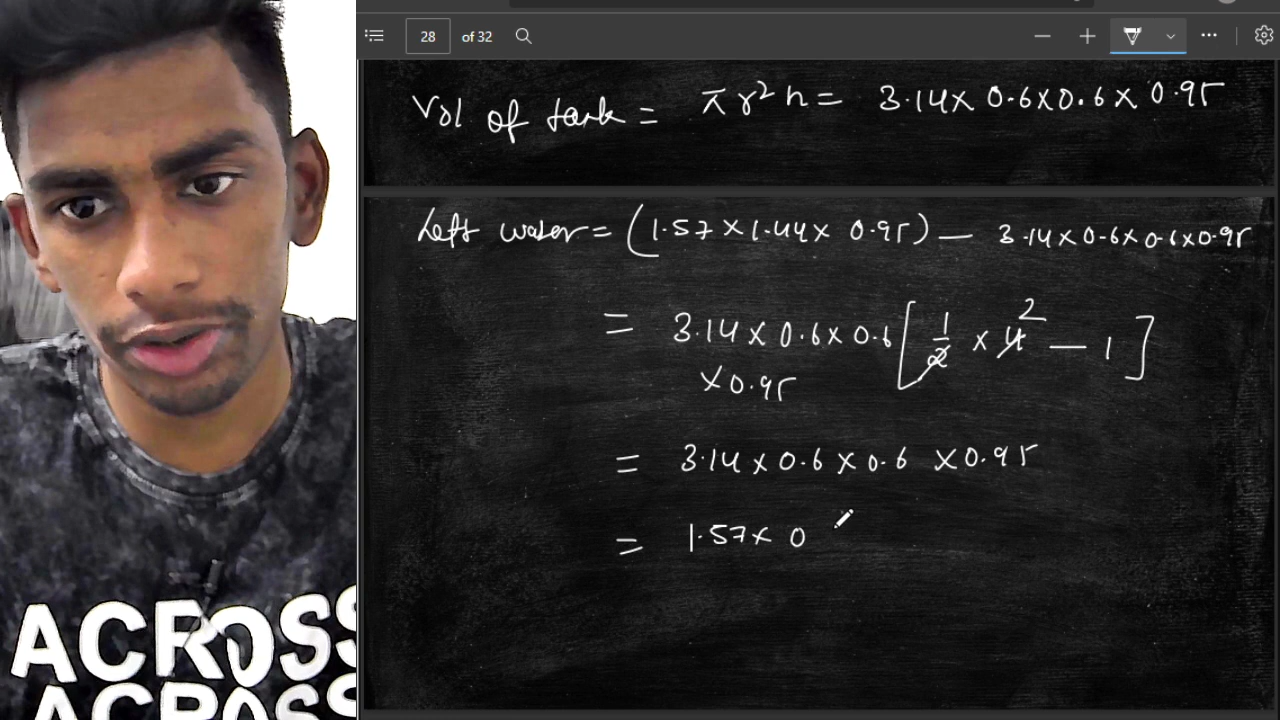 28 of 32
Vol of tank = πr²h = 3.14 × 0.6 × 0.6 × 0.95
Left water = (1.57 × 1.44 × 0.95) — 3.14 × 0.6 × 0.6 × 0.95
= 3.14 × 0.6 × 0.6 [ 1/2 × 4 2 — 1 ]
× 0.95
= 3.14 × 0.6 × 0.6 × 0.95
= 1.57 × 0
ACROSS
ACROSS